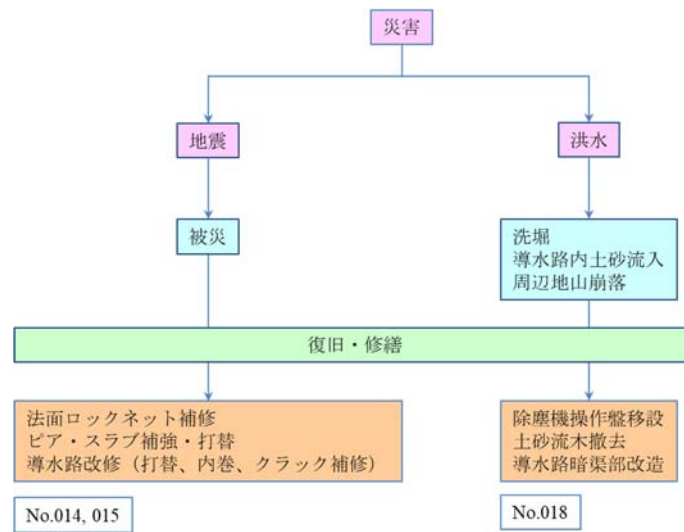 災害
地震
洪水
被災
洗堀
導水路内土砂流入
周辺地山崩落
復旧・修繕
法面ロックネット補修
ピア・スラブ補強・打替
導水路改修（打替、内巻、クラック補修）
除塵機操作盤移設
土砂流木撤去
導水路暗渠部改造
No.014, 015
No.018